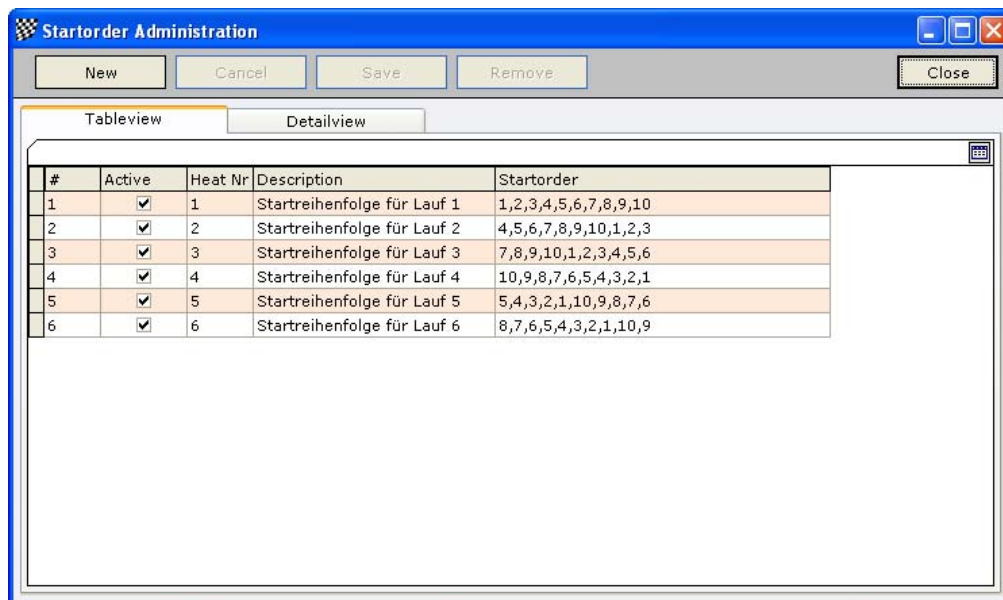 Startorder Administration
New Cancel Save Remove Close
Tableview Detailview
# Active Heat Nr Description Startorder
1 1 Startreihenfolge für Lauf 1 1,2,3,4,5,6,7,8,9,10
2 2 Startreihenfolge für Lauf 2 4,5,6,7,8,9,10,1,2,3
3 3 Startreihenfolge für Lauf 3 7,8,9,10,1,2,3,4,5,6
4 4 Startreihenfolge für Lauf 4 10,9,8,7,6,5,4,3,2,1
5 5 Startreihenfolge für Lauf 5 5,4,3,2,1,10,9,8,7,6
6 6 Startreihenfolge für Lauf 6 8,7,6,5,4,3,2,1,10,9